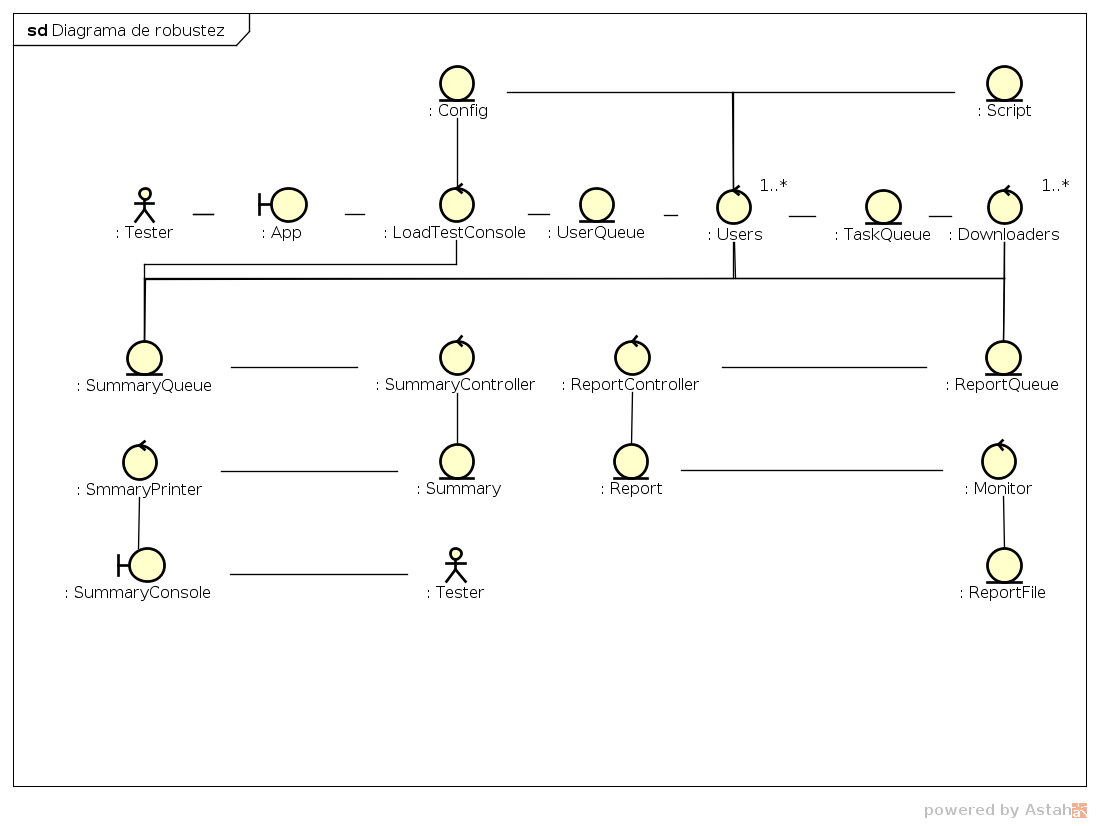 sd Diagrama de robustez
: Config
: Script
1..*
1..*
: Tester
: App
: LoadTestConsole
: UserQueue
: Users
: TaskQueue
: Downloaders
: SummaryQueue
: SummaryController
: ReportController
: ReportQueue
: SmmaryPrinter
: Summary
: Report
: Monitor
: SummaryConsole
: Tester
: ReportFile
powered by Astah